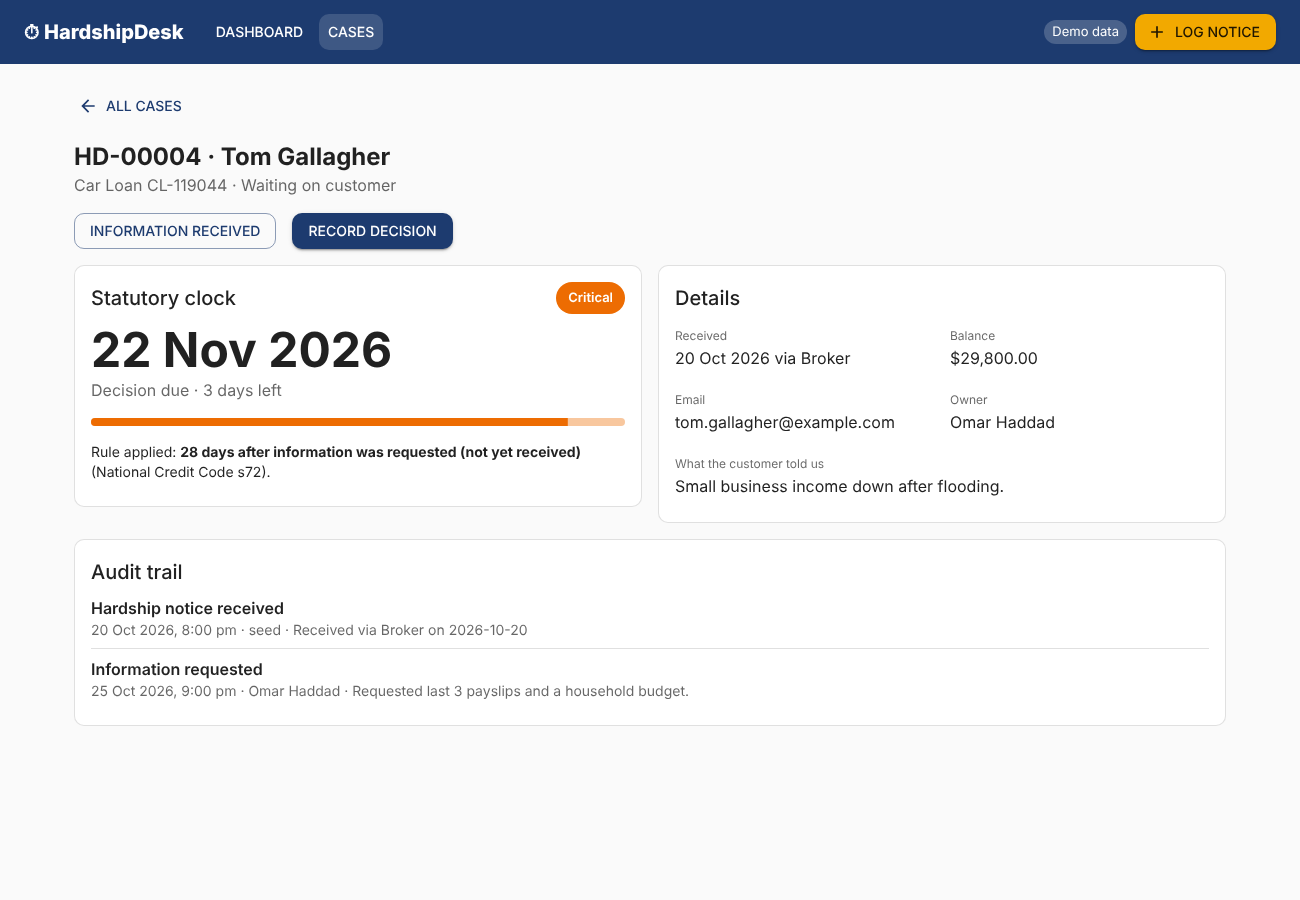 HardshipDesk
DASHBOARD
CASES
Demo data
LOG NOTICE
ALL CASES
HD-00004 · Tom Gallagher
Car Loan CL-119044 · Waiting on customer
INFORMATION RECEIVED
RECORD DECISION
Statutory clock
Critical
22 Nov 2026
Decision due · 3 days left
Rule applied: 28 days after information was requested (not yet received)
(National Credit Code s72).
Details
Received
20 Oct 2026 via Broker
Balance
$29,800.00
Email
tom.gallagher@example.com
Owner
Omar Haddad
What the customer told us
Small business income down after flooding.
Audit trail
Hardship notice received
20 Oct 2026, 8:00 pm · seed · Received via Broker on 2026-10-20
Information requested
25 Oct 2026, 9:00 pm · Omar Haddad · Requested last 3 payslips and a household budget.